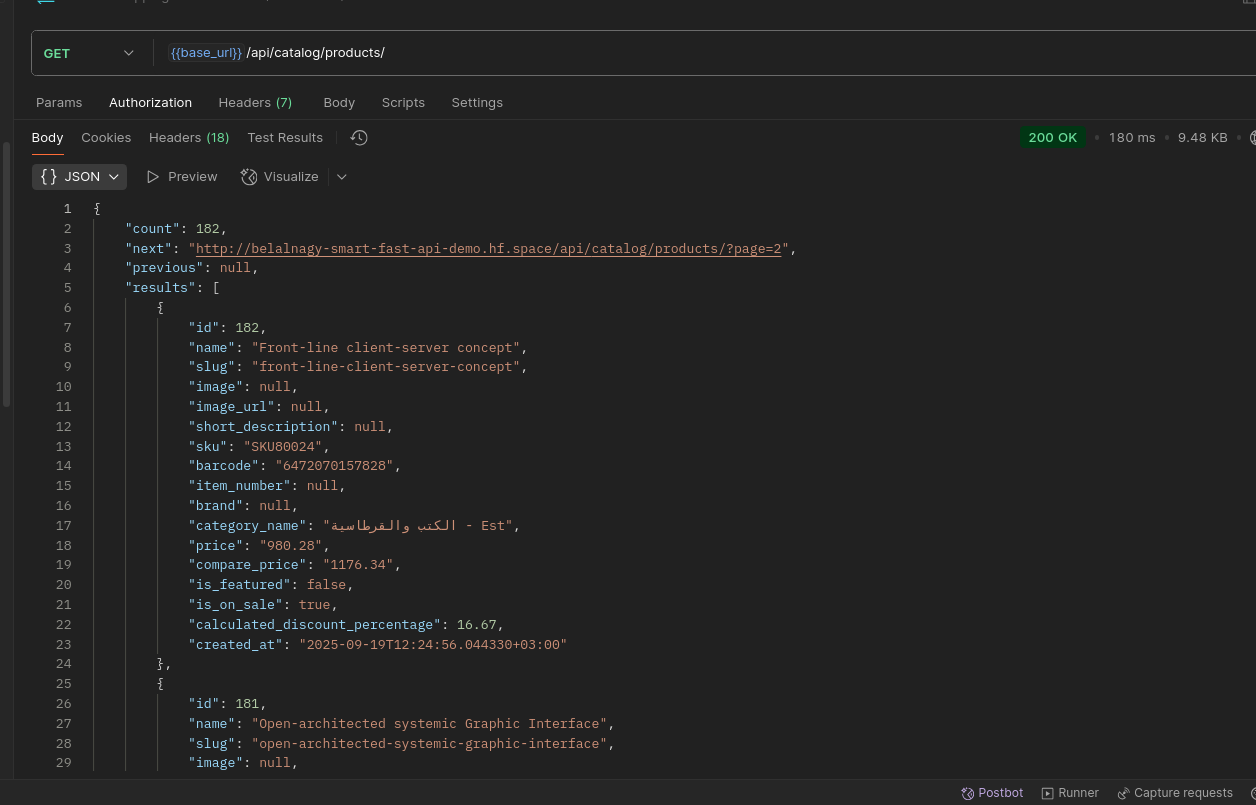 GET {{base_url}} /api/catalog/products/
Params Authorization Headers (7) Body Scripts Settings
Body Cookies Headers (18) Test Results 200 OK • 180 ms • 9.48 KB •
{ } JSON Preview Visualize
1 {
2 "count": 182,
3 "next": "http://belalnagy-smart-fast-api-demo.hf.space/api/catalog/products/?page=2",
4 "previous": null,
5 "results": [
6 {
7 "id": 182,
8 "name": "Front-line client-server concept",
9 "slug": "front-line-client-server-concept",
10 "image": null,
11 "image_url": null,
12 "short_description": null,
13 "sku": "SKU80024",
14 "barcode": "6472070157828",
15 "item_number": null,
16 "brand": null,
17 "category_name": "الكتب والقرطاسية - Est",
18 "price": "980.28",
19 "compare_price": "1176.34",
20 "is_featured": false,
21 "is_on_sale": true,
22 "calculated_discount_percentage": 16.67,
23 "created_at": "2025-09-19T12:24:56.044330+03:00"
24 },
25 {
26 "id": 181,
27 "name": "Open-architected systemic Graphic Interface",
28 "slug": "open-architected-systemic-graphic-interface",
29 "image": null,
Postbot Runner Capture requests